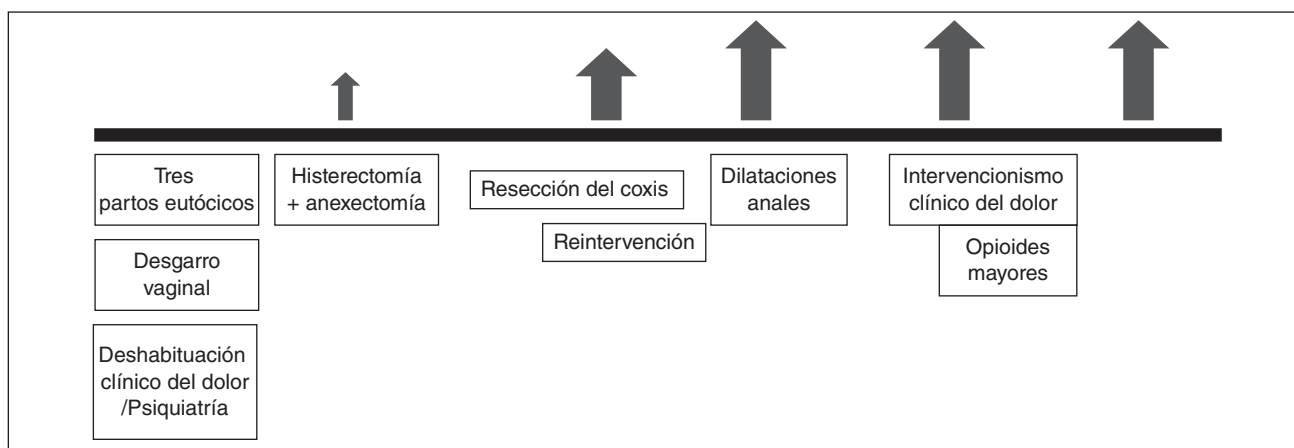 Tres
partos eutócicos
Desgarro
vaginal
Deshabituación
clínico del dolor
/Psiquiatría
Histerectomía
+ anexectomía
Resección del coxis
Reintervención
Dilataciones
anales
Intervencionismo
clínico del dolor
Opioides
mayores